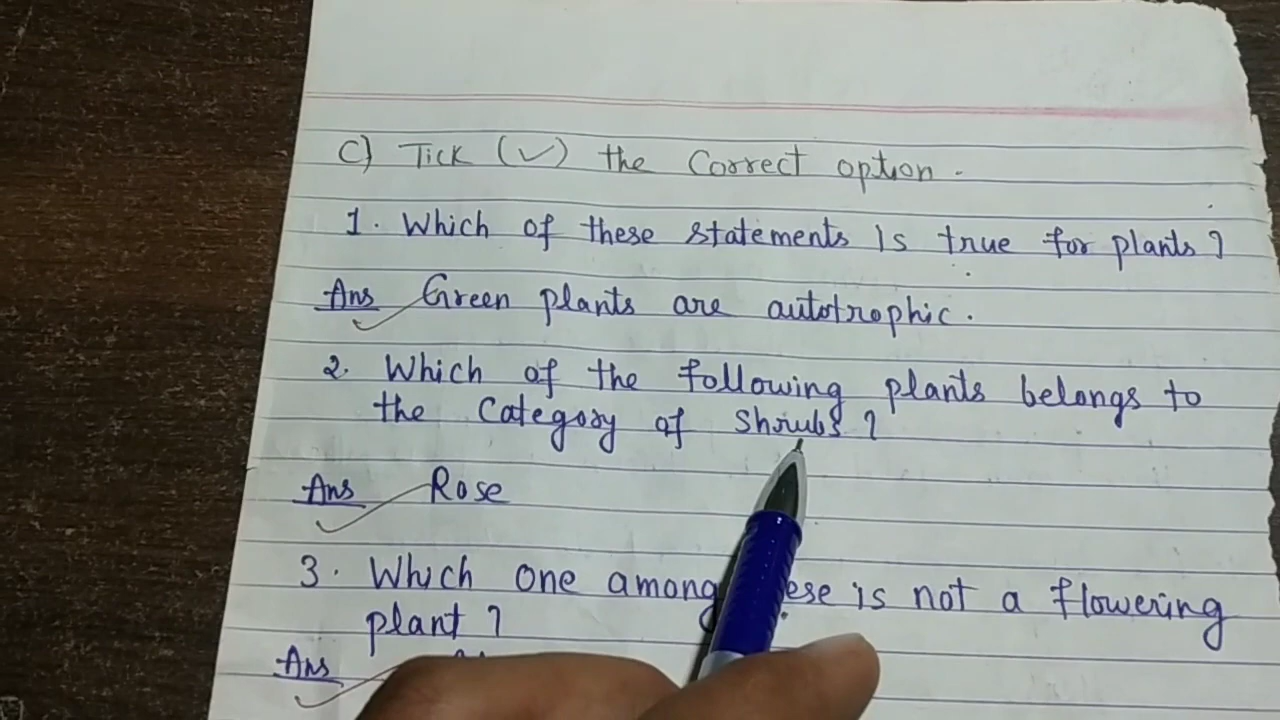 C) Tick (✓) the Correct option.
1. Which of these statements is true for plants?
Ans Green plants are autotrophic.
2. Which of the following plants belongs to
the Category of Shrubs?
Ans Rose
3. Which one among is not a flowering
plant?
Ans